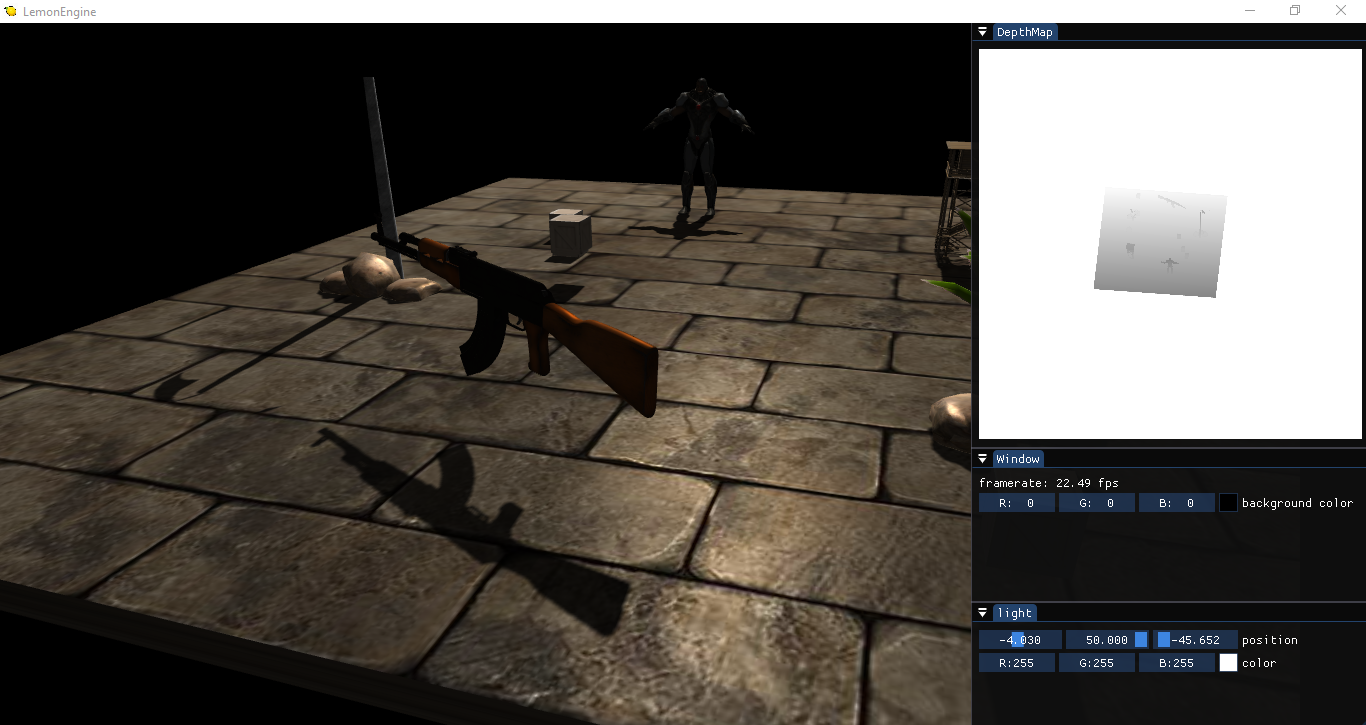 LemonEngine
DepthMap
Window
framerate: 22.49 fps
R: 0 G: 0 B: 0 background color
light
-4.030 50.000 -45.652 position
R:255 G:255 B:255 color